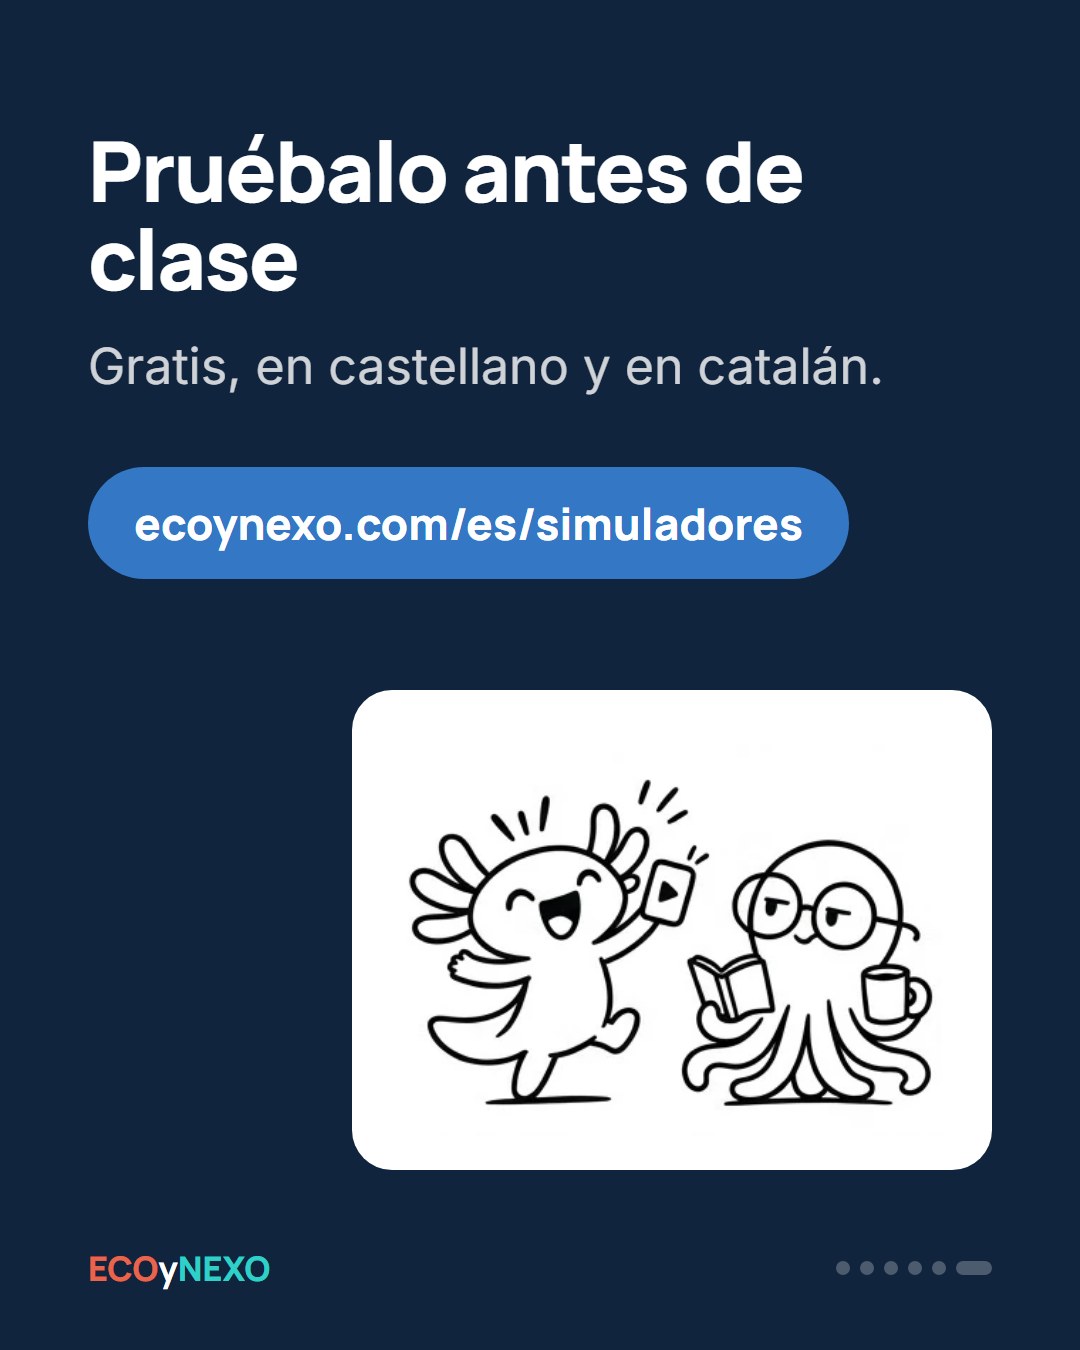 Pruébalo antes de
clase
Gratis, en castellano y en catalán.
ecoynexo.com/es/simuladores
ECOyNEXO